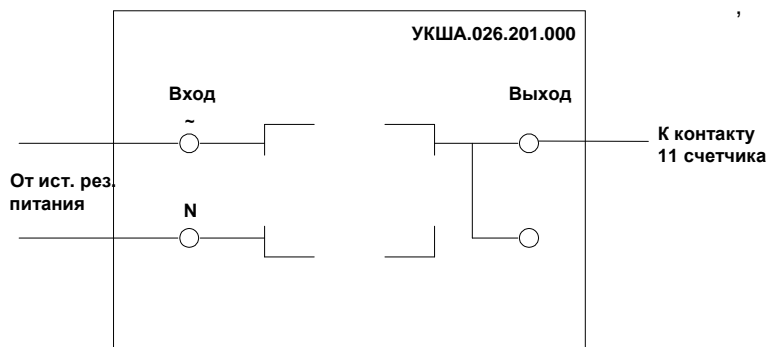 ,
УКША.026.201.000
Вход
Выход
~
К контакту
11 счетчика
От ист. рез.
питания
N